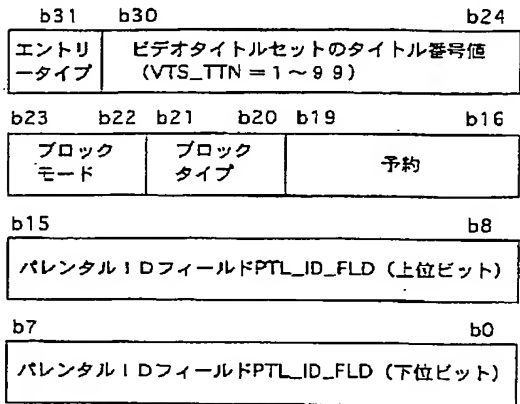 b31 b30 b24
エントリ ビデオタイトルセットのタイトル番号値
ータイプ (VTS_TTN=1~99)
b23 b22 b21 b20 b19 b16
ブロック ブロック 予約
モード タイプ
b15 b8
パレンタルIDフィールドPTL_ID_FLD(上位ビット)
b7 b0
パレンタルIDフィールドPTL_ID_FLD(下位ビット)